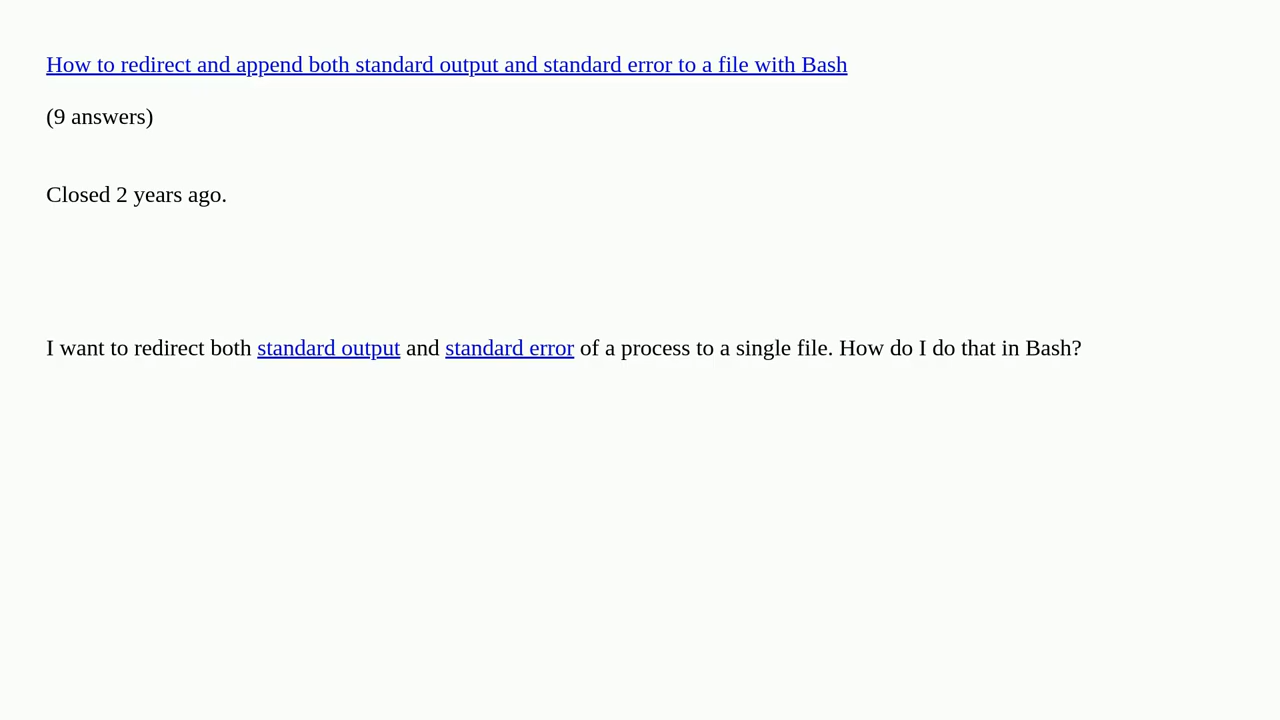 How to redirect and append both standard output and standard error to a file with Bash
(9 answers)
Closed 2 years ago.
I want to redirect both standard output and standard error of a process to a single file. How do I do that in Bash?